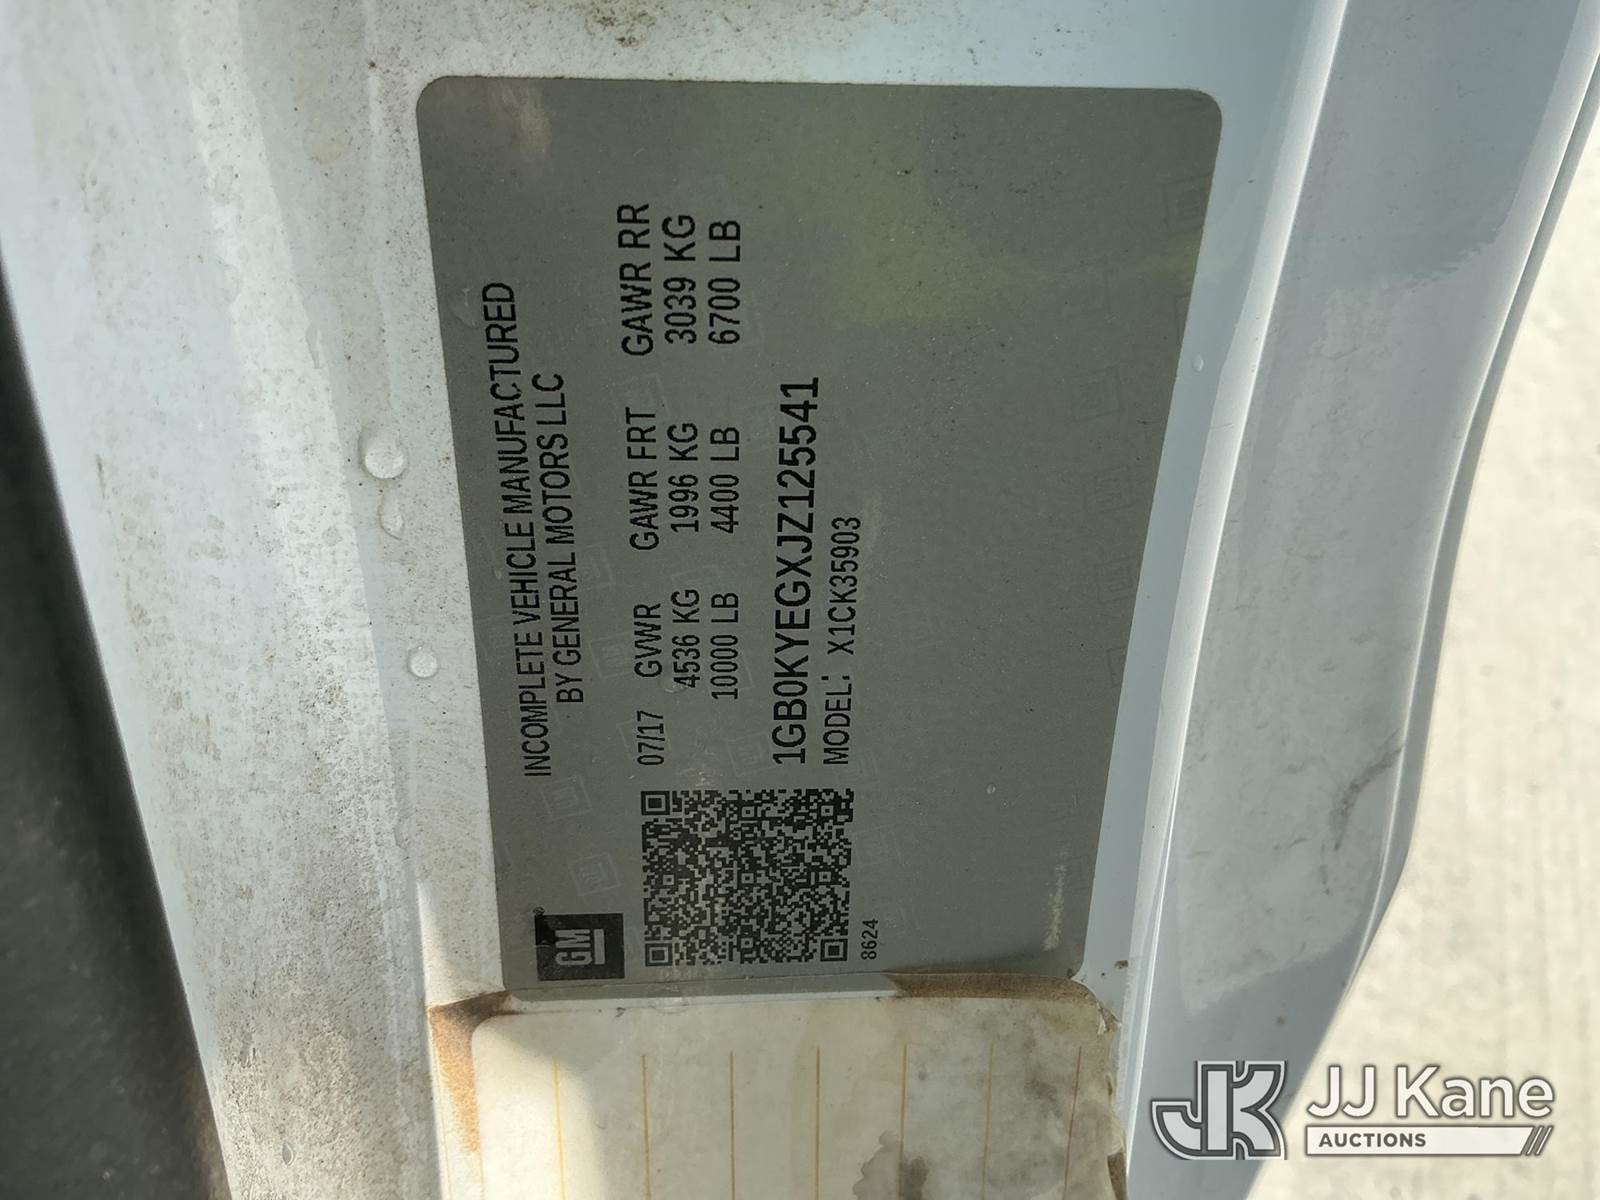 GM®
INCOMPLETE VEHICLE MANUFACTURED
BY GENERAL MOTORS LLC
07/17 GVWR GAWR FRT GAWR RR
4536 KG 1996 KG 3039 KG
10000 LB 4400 LB 6700 LB
1GB0KYEGXJZ125541
MODEL: X1CK35903
8624
JK JJ Kane
AUCTIONS